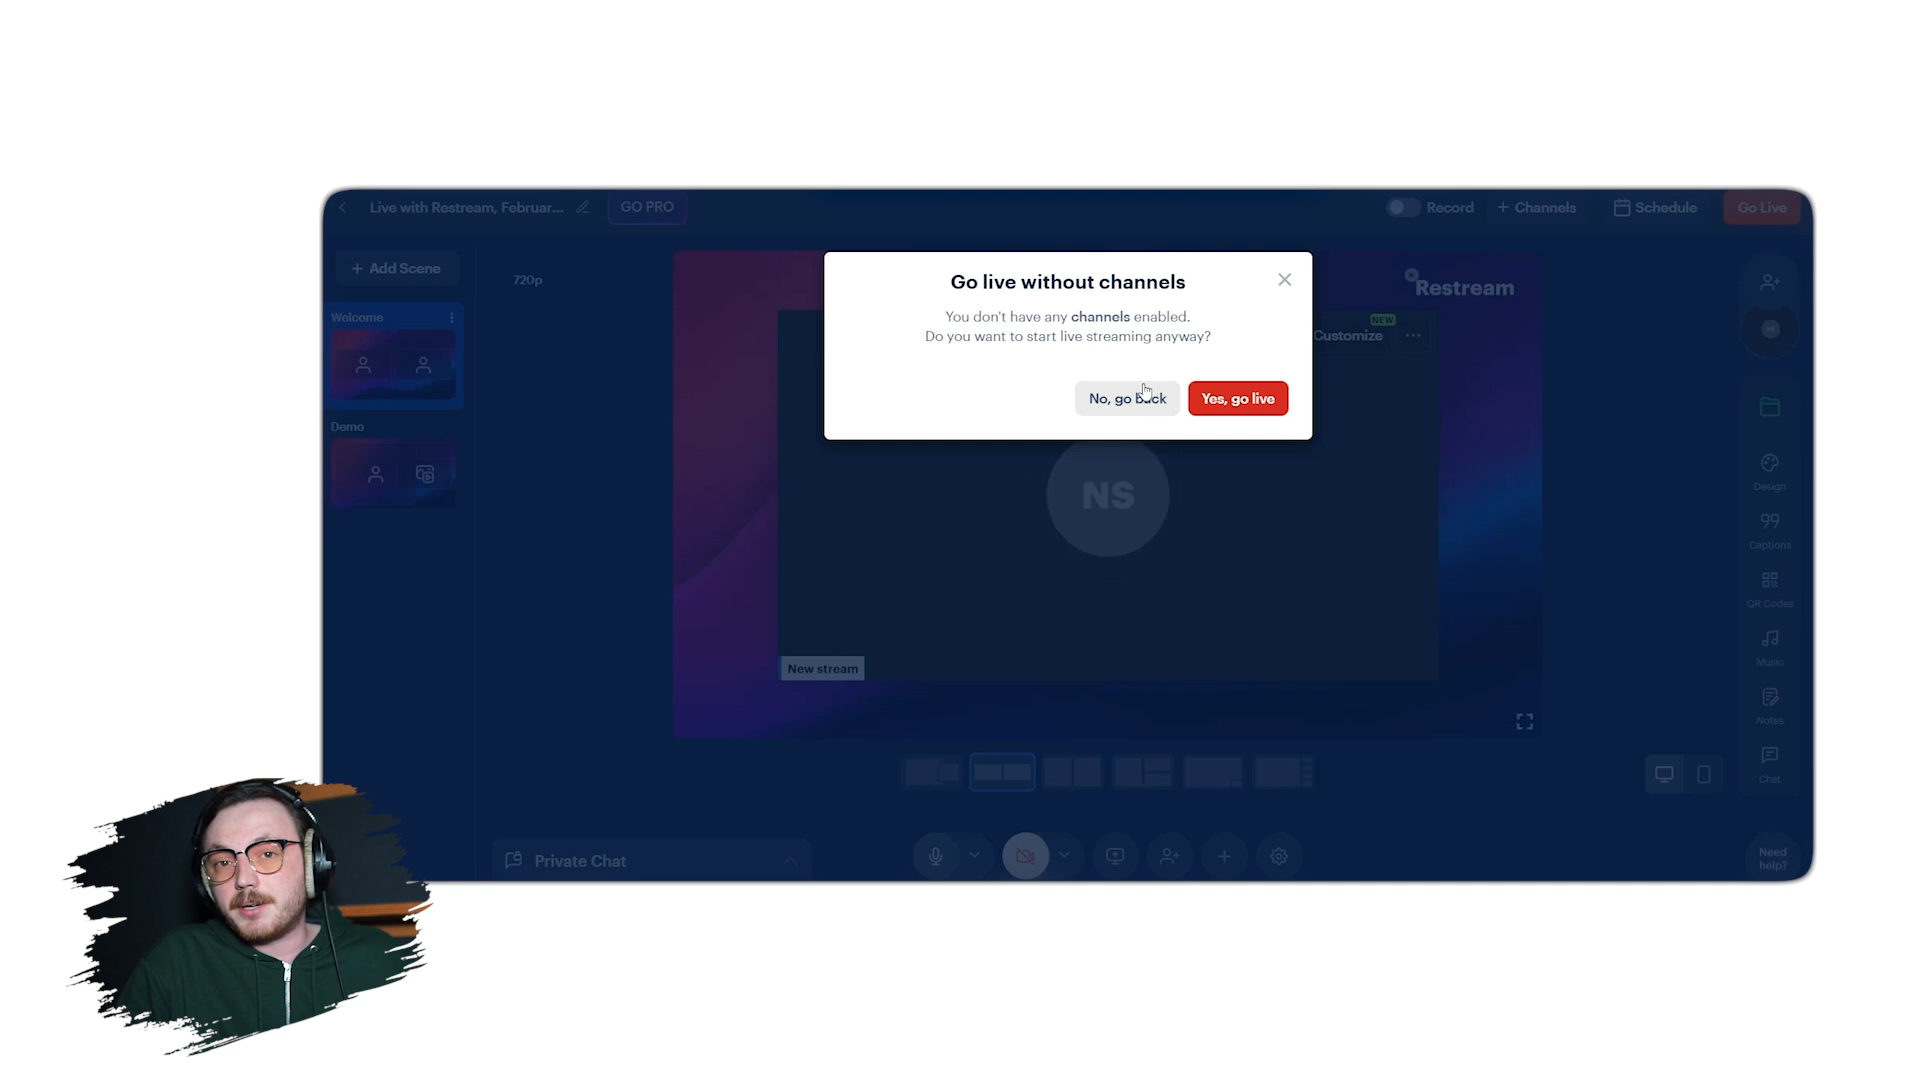 Live with Restream, Februar...
GO PRO
Record
+ Channels
Schedule
Go Live
+ Add Scene
720p
Welcome
Demo
Restream
NEW
Customize
Go live without channels
You don't have any channels enabled.
Do you want to start live streaming anyway?
No, go back
Yes, go live
NS
New stream
NS
Design
Captions
QR Codes
Music
Notes
Chat
Private Chat
Need
help?